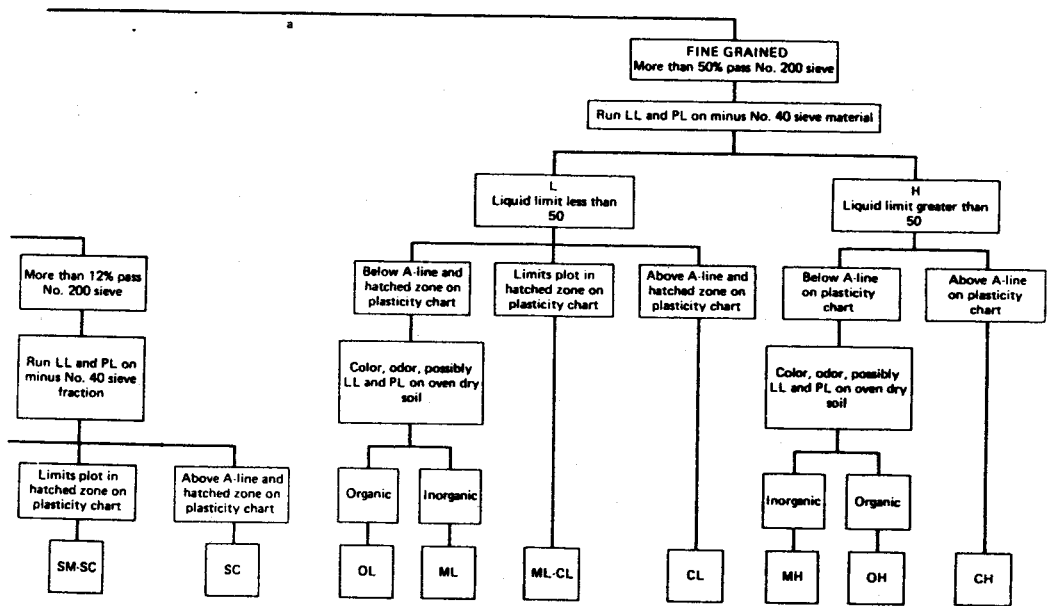 a
FINE GRAINED
More than 50% pass No. 200 sieve
Run LL and PL on minus No. 40 sieve material
L
Liquid limit less than
50
H
Liquid limit greater than
50
More than 12% pass
No. 200 sieve
Below A-line and
hatched zone on
plasticity chart
Limits plot in
hatched zone on
plasticity chart
Above A-line and
hatched zone on
plasticity chart
Below A-line
on plasticity
chart
Above A-line
on plasticity
chart
Run LL and PL on
minus No. 40 sieve
fraction
Color, odor, possibly
LL and PL on oven dry
soil
Color, odor, possibly
LL and PL on oven dry
soil
Limits plot in
hatched zone on
plasticity chart
Above A-line and
hatched zone on
plasticity chart
Organic
Inorganic
Inorganic
Organic
SM-SC
SC
OL
ML
ML-CL
CL
MH
OH
CH